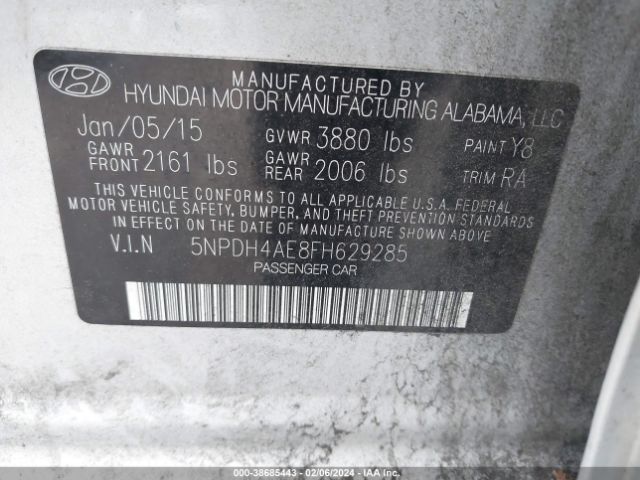 MANUFACTURED BY
HYUNDAI MOTOR MANUFACTURING ALABAMA, LLC
Jan/05/15 GVWR 3880 lbs PAINT Y8
GAWR FRONT 2161 lbs GAWR REAR 2006 lbs TRIM RA
THIS VEHICLE CONFORMS TO ALL APPLICABLE U.S.A. FEDERAL
MOTOR VEHICLE SAFETY, BUMPER, AND THEFT PREVENTION STANDARDS
IN EFFECT ON THE DATE OF MANUFACTURE SHOWN ABOVE.
V.I.N 5NPDH4AE8FH629285
PASSENGER CAR
000-38685443 - 02/06/2024 - IAA Inc.